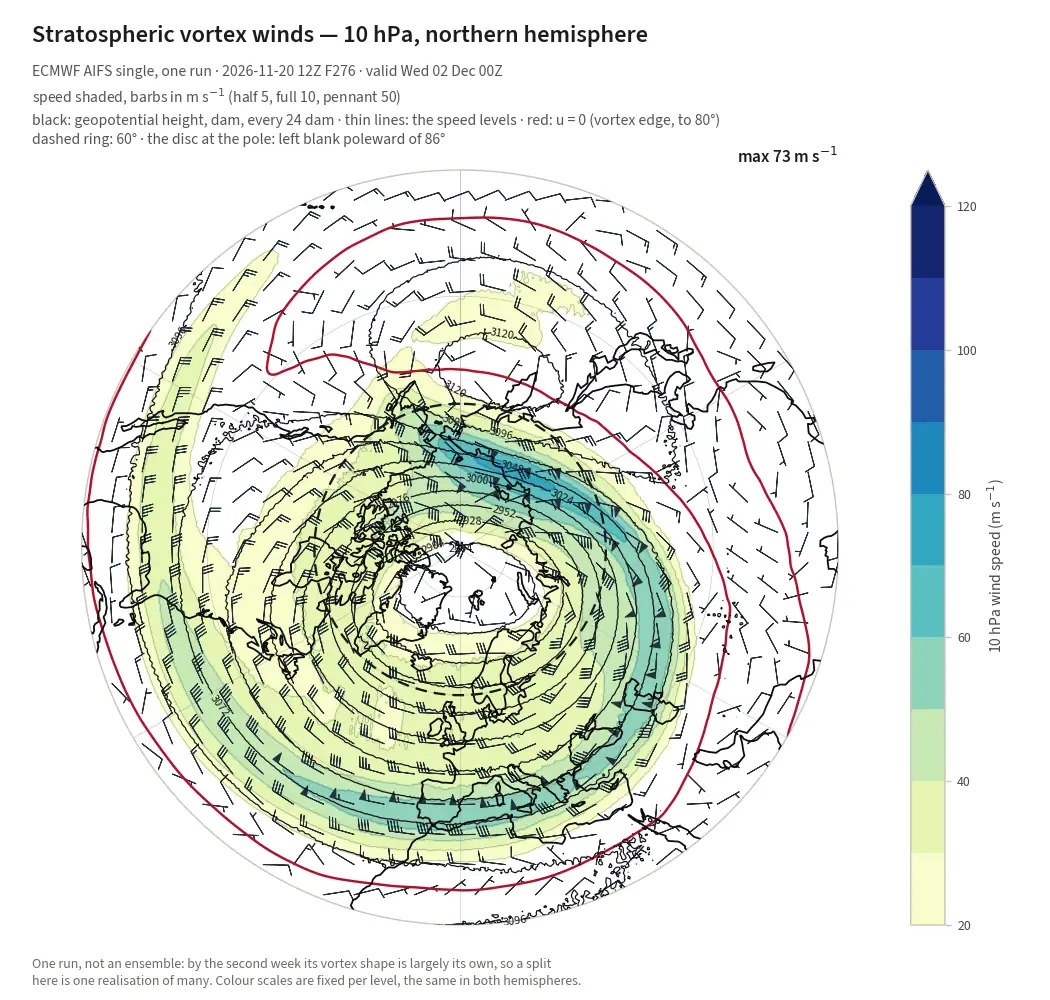 Stratospheric vortex winds — 10 hPa, northern hemisphere
ECMWF AIFS single, one run · 2026-11-20 12Z F276 · valid Wed 02 Dec 00Z
speed shaded, barbs in m s⁻¹ (half 5, full 10, pennant 50)
black: geopotential height, dam, every 24 dam · thin lines: the speed levels · red: u = 0 (vortex edge, to 80°)
dashed ring: 60° · the disc at the pole: left blank poleward of 86°
max 73 m s⁻¹
120
100
80
60
40
20
10 hPa wind speed (m s⁻¹)
3120
3120
3096
3048
3024
3000
2952
2928
3096
One run, not an ensemble: by the second week its vortex shape is largely its own, so a split
here is one realisation of many. Colour scales are fixed per level, the same in both hemispheres.